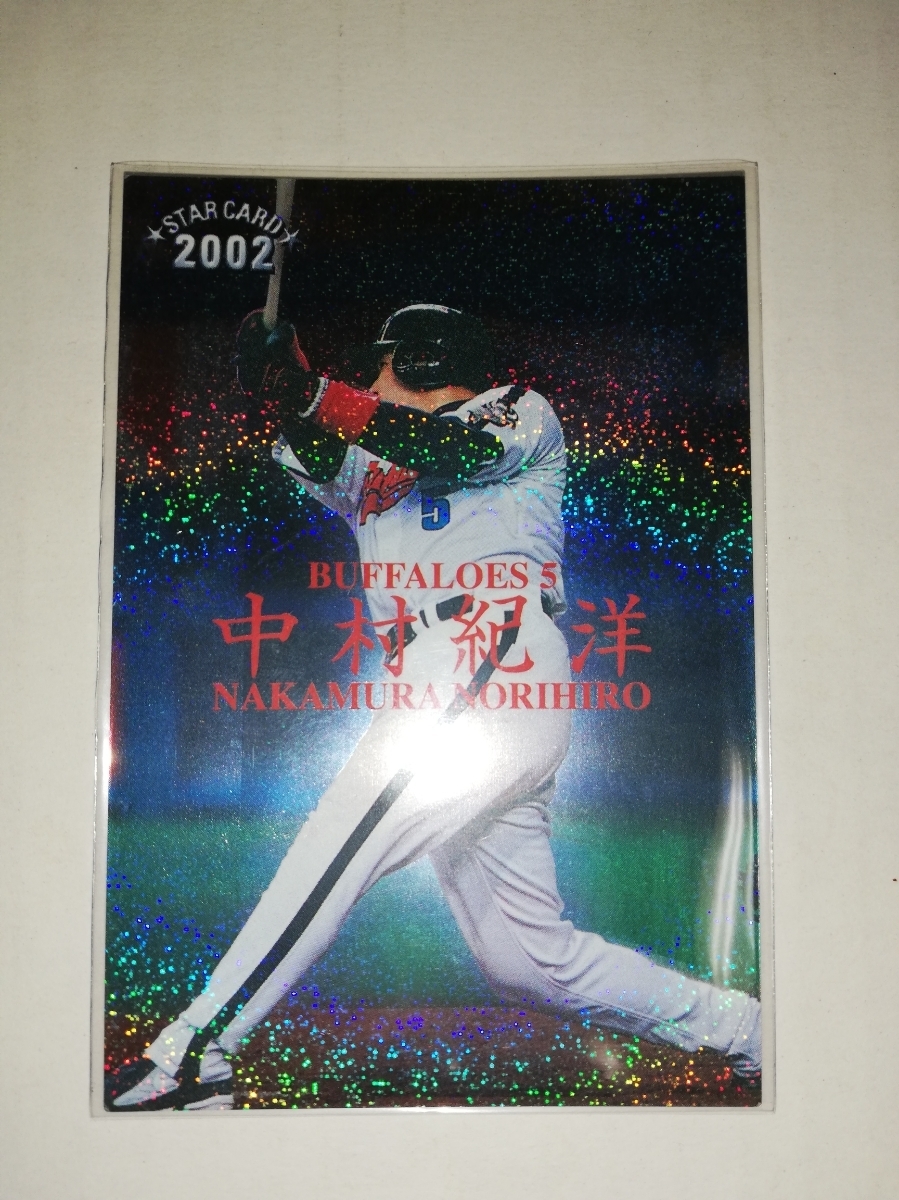 STAR CARD
2002
5
BUFFALOES 5
中村紀洋
NAKAMURA NORIHIRO